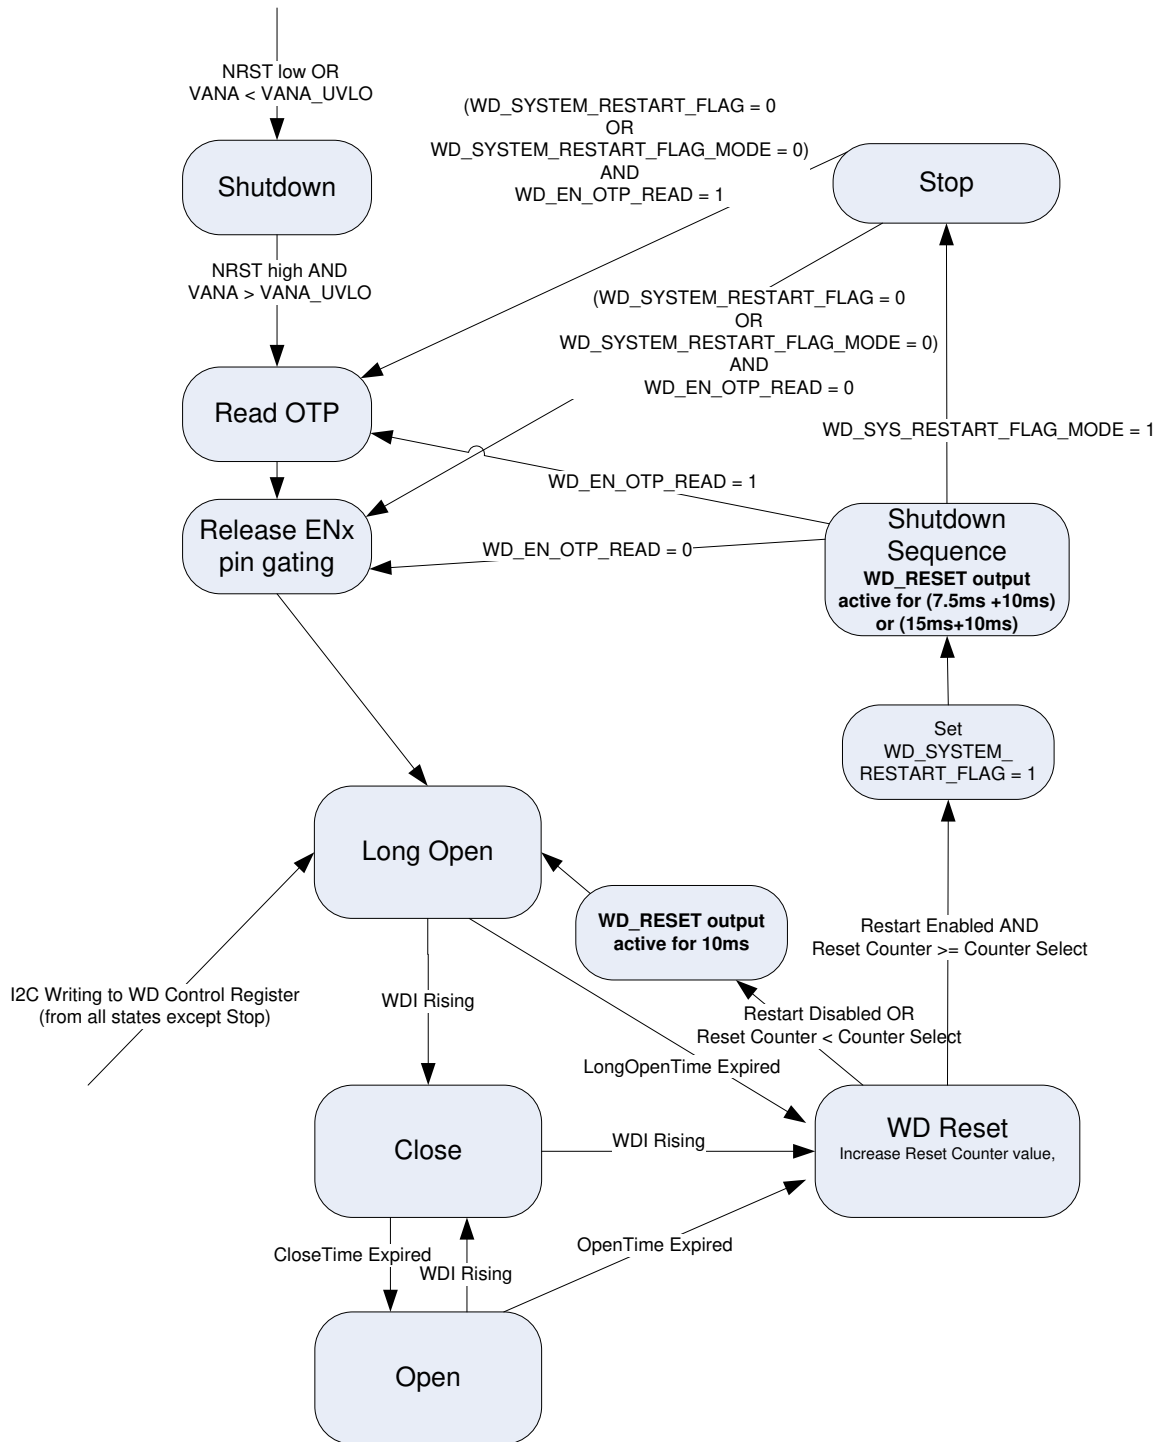 NRST low OR
VANA < VANA_UVLO
Shutdown
NRST high AND
VANA > VANA_UVLO
(WD_SYSTEM_RESTART_FLAG = 0
OR
WD_SYSTEM_RESTART_FLAG_MODE = 0)
AND
WD_EN_OTP_READ = 1
Stop
(WD_SYSTEM_RESTART_FLAG = 0
OR
WD_SYSTEM_RESTART_FLAG_MODE = 0)
AND
WD_EN_OTP_READ = 0
Read OTP
WD_SYS_RESTART_FLAG_MODE = 1
WD_EN_OTP_READ = 1
Release ENx
pin gating
WD_EN_OTP_READ = 0
Shutdown
Sequence
WD_RESET output
active for (7.5ms +10ms)
or (15ms+10ms)
Set
WD_SYSTEM_
RESTART_FLAG = 1
Long Open
WD_RESET output
active for 10ms
Restart Enabled AND
Reset Counter >= Counter Select
I2C Writing to WD Control Register
(from all states except Stop)
WDI Rising
Restart Disabled OR
Reset Counter < Counter Select
LongOpenTime Expired
Close
WDI Rising
WD Reset
Increase Reset Counter value,
CloseTime Expired
WDI Rising
OpenTime Expired
Open